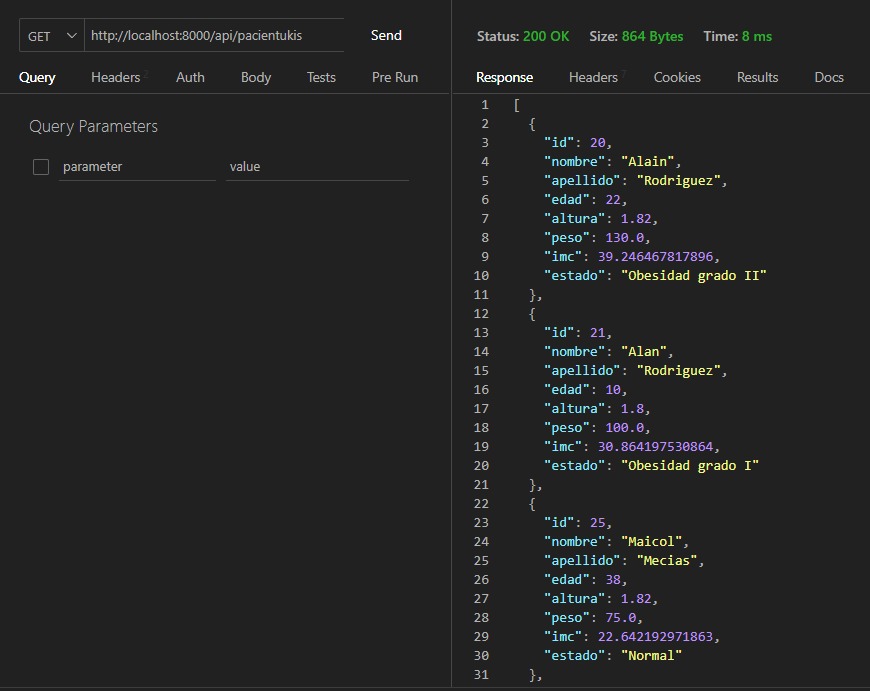 GET http://localhost:8000/api/pacientukis Send
Query Headers 2 Auth Body Tests Pre Run
Query Parameters
parameter value
Status: 200 OK Size: 864 Bytes Time: 8 ms
Response Headers 7 Cookies Results Docs
1 [
2 {
3 "id": 20,
4 "nombre": "Alain",
5 "apellido": "Rodriguez",
6 "edad": 22,
7 "altura": 1.82,
8 "peso": 130.0,
9 "imc": 39.246467817896,
10 "estado": "Obesidad grado II"
11 },
12 {
13 "id": 21,
14 "nombre": "Alan",
15 "apellido": "Rodriguez",
16 "edad": 10,
17 "altura": 1.8,
18 "peso": 100.0,
19 "imc": 30.864197530864,
20 "estado": "Obesidad grado I"
21 },
22 {
23 "id": 25,
24 "nombre": "Maicol",
25 "apellido": "Mecias",
26 "edad": 38,
27 "altura": 1.82,
28 "peso": 75.0,
29 "imc": 22.642192971863,
30 "estado": "Normal"
31 },